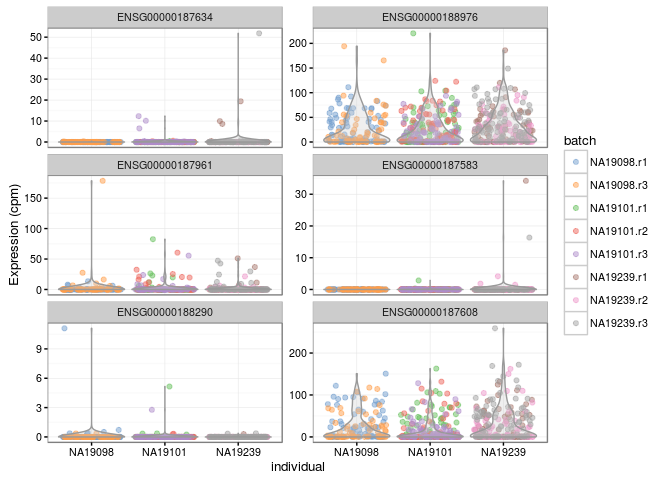 ENSG00000187634
ENSG00000188976
50
40
30
20
10
0
200
150
100
50
0
ENSG00000187961
ENSG00000187583
150
100
50
0
30
20
10
0
ENSG00000188290
ENSG00000187608
9
6
3
0
200
100
0
NA19098 NA19101 NA19239
NA19098 NA19101 NA19239
individual
Expression (cpm)
batch
NA19098.r1
NA19098.r3
NA19101.r1
NA19101.r2
NA19101.r3
NA19239.r1
NA19239.r2
NA19239.r3